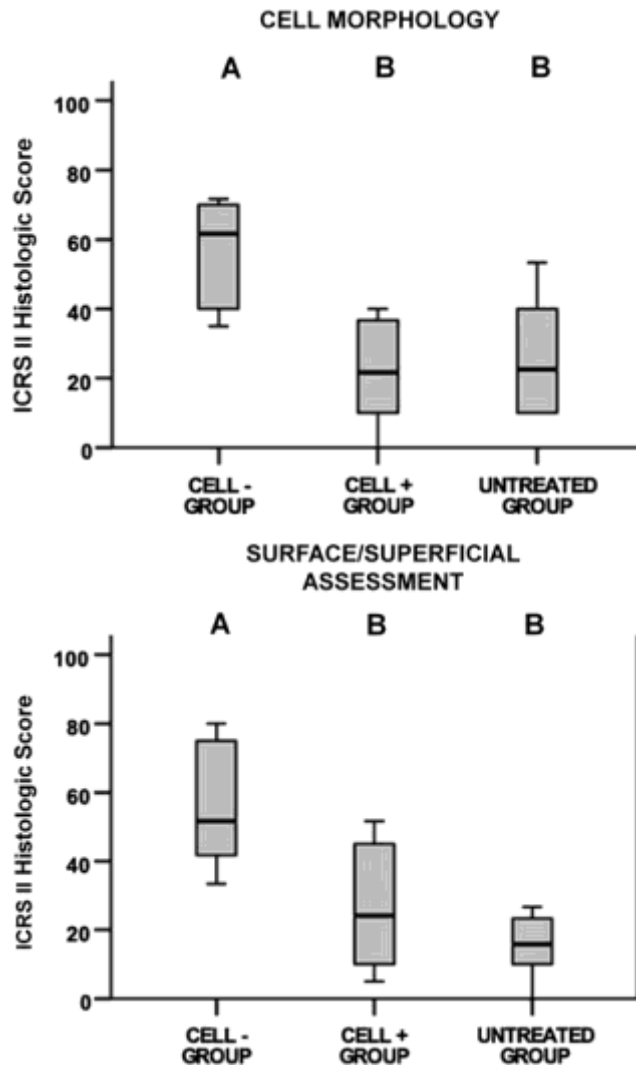 CELL MORPHOLOGY
A B B
ICRS II Histologic Score
100
80
60
40
20
0
CELL - GROUP
CELL + GROUP
UNTREATED GROUP
SURFACE/SUPERFICIAL
ASSESSMENT
A B B
ICRS II Histologic Score
100
80
60
40
20
0
CELL - GROUP
CELL + GROUP
UNTREATED GROUP